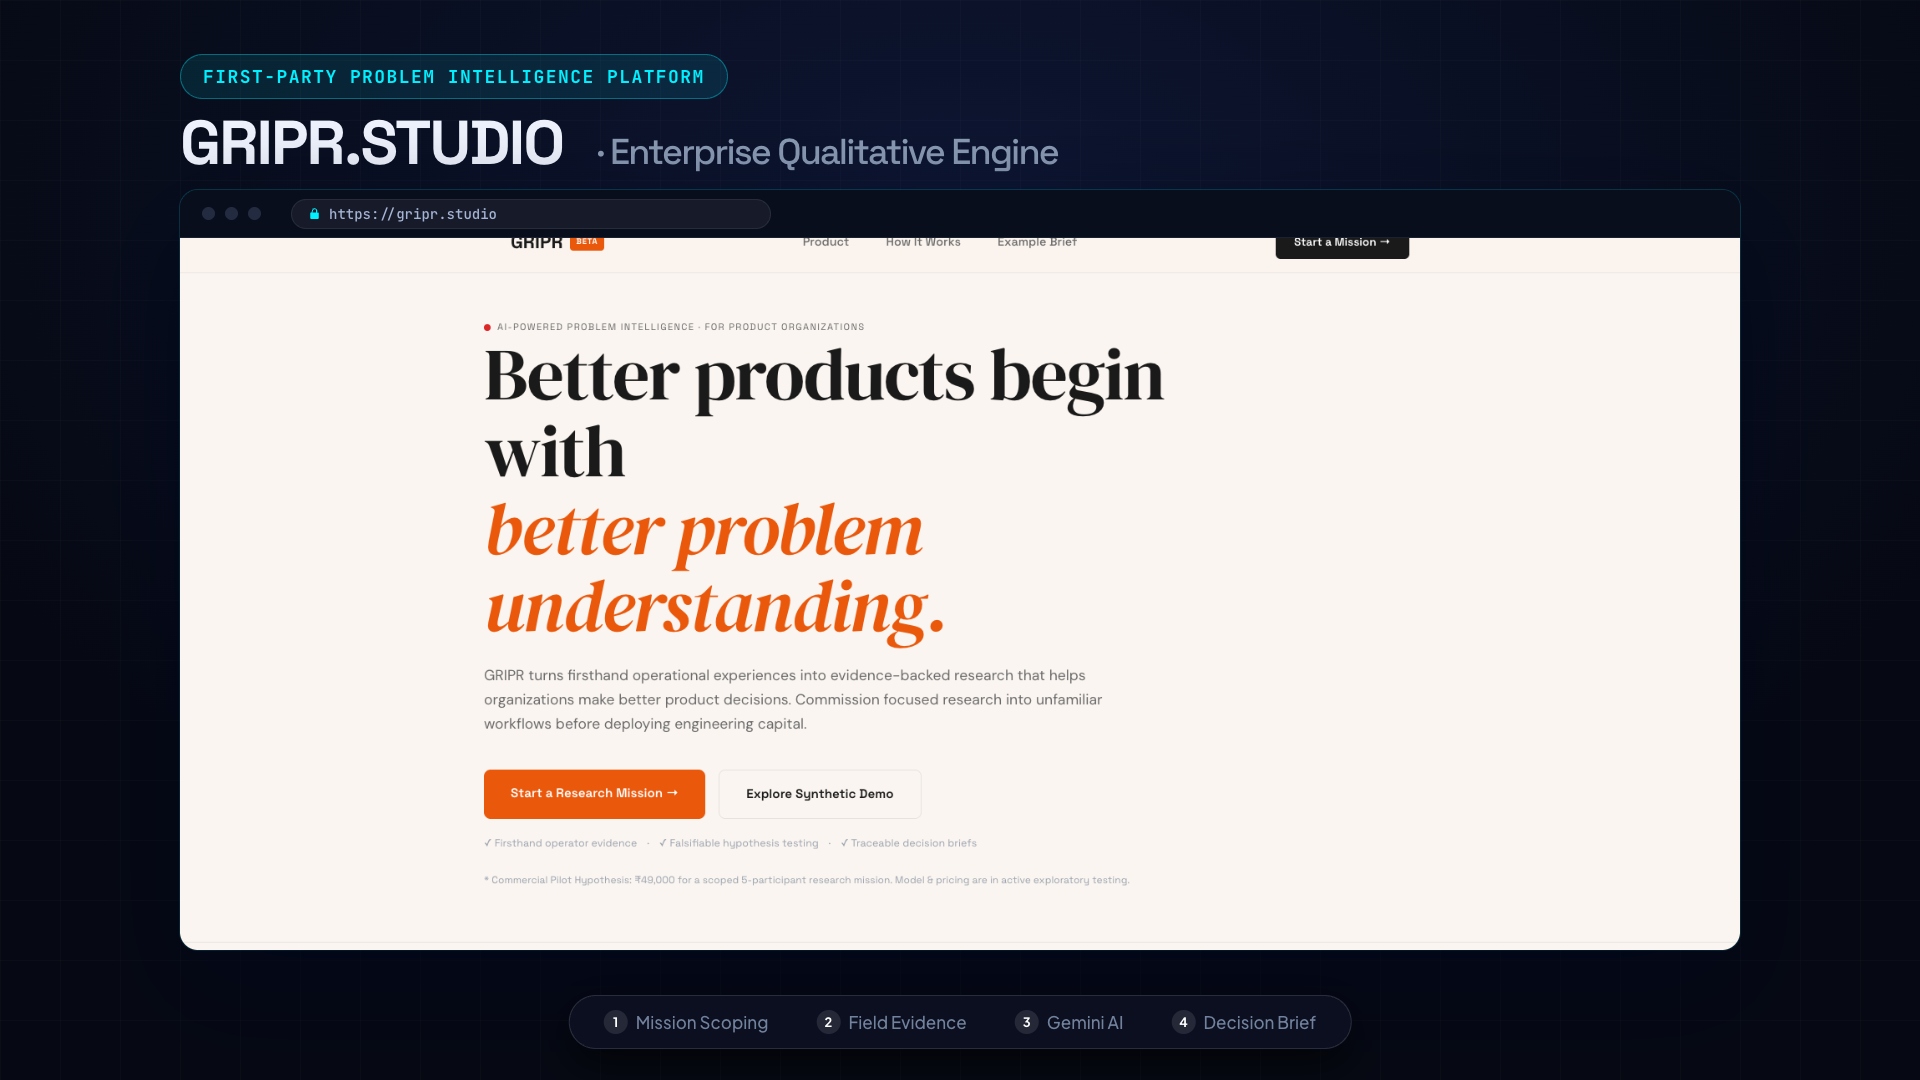 FIRST-PARTY PROBLEM INTELLIGENCE PLATFORM
GRIPR.STUDIO · Enterprise Qualitative Engine
https://gripr.studio
GRIPR BETA Product How It Works Example Brief Start a Mission →
AI-POWERED PROBLEM INTELLIGENCE · FOR PRODUCT ORGANIZATIONS
Better products begin
with
better problem
understanding.
GRIPR turns firsthand operational experiences into evidence-backed research that helps
organizations make better product decisions. Commission focused research into unfamiliar
workflows before deploying engineering capital.
Start a Research Mission → Explore Synthetic Demo
✓ Firsthand operator evidence · ✓ Falsifiable hypothesis testing · ✓ Traceable decision briefs
* Commercial Pilot Hypothesis: ₹49,000 for a scoped 5-participant research mission. Model & pricing are in active exploratory testing.
1 Mission Scoping 2 Field Evidence 3 Gemini AI 4 Decision Brief